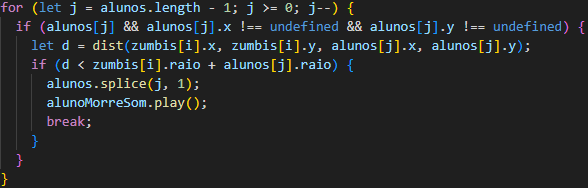 for (let j = alunos.length - 1; j >= 0; j--) {
if (alunos[j] && alunos[j].x !== undefined && alunos[j].y !== undefined) {
let d = dist(zumbis[i].x, zumbis[i].y, alunos[j].x, alunos[j].y);
if (d < zumbis[i].raio + alunos[j].raio) {
alunos.splice(j, 1);
alunoMorreSom.play();
break;
}
}
}